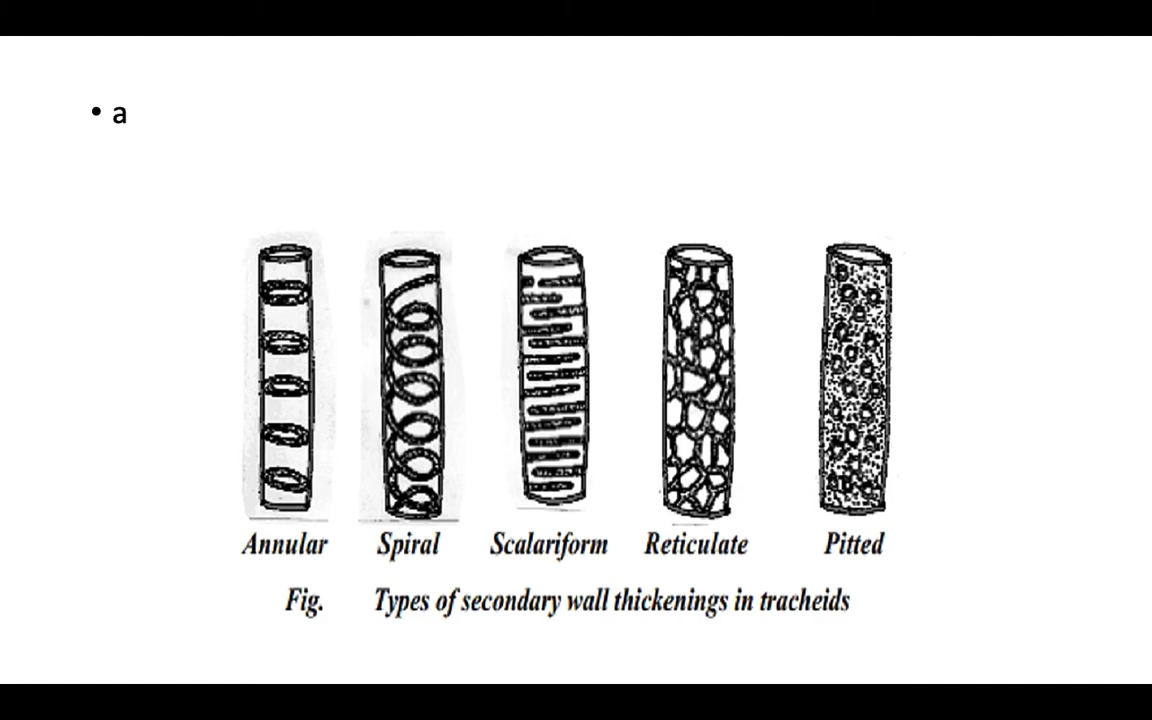 • a
Annular Spiral Scalariform Reticulate Pitted
Fig. Types of secondary wall thickenings in tracheids